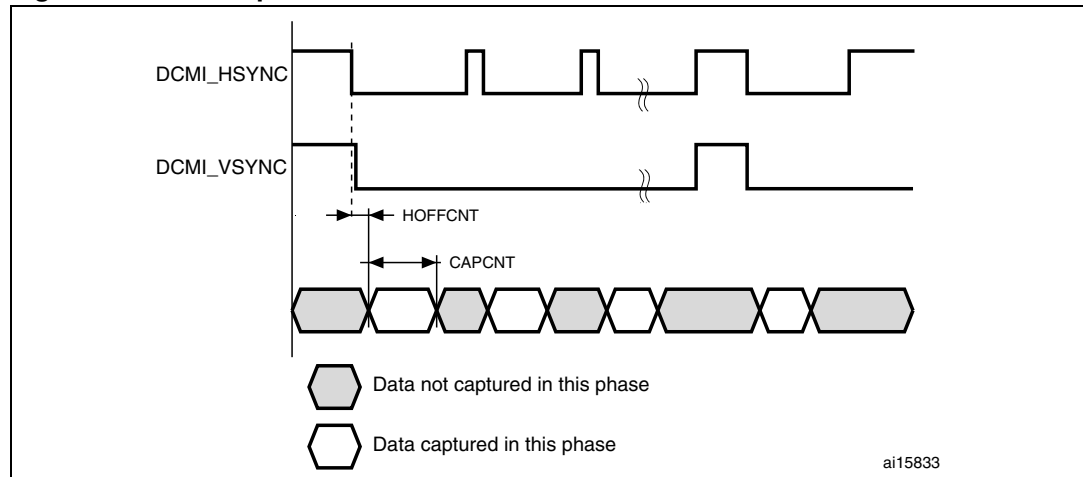 DCMI_HSYNC
DCMI_VSYNC
HOFFCNT
CAPCNT
Data not captured in this phase
Data captured in this phase
ai15833